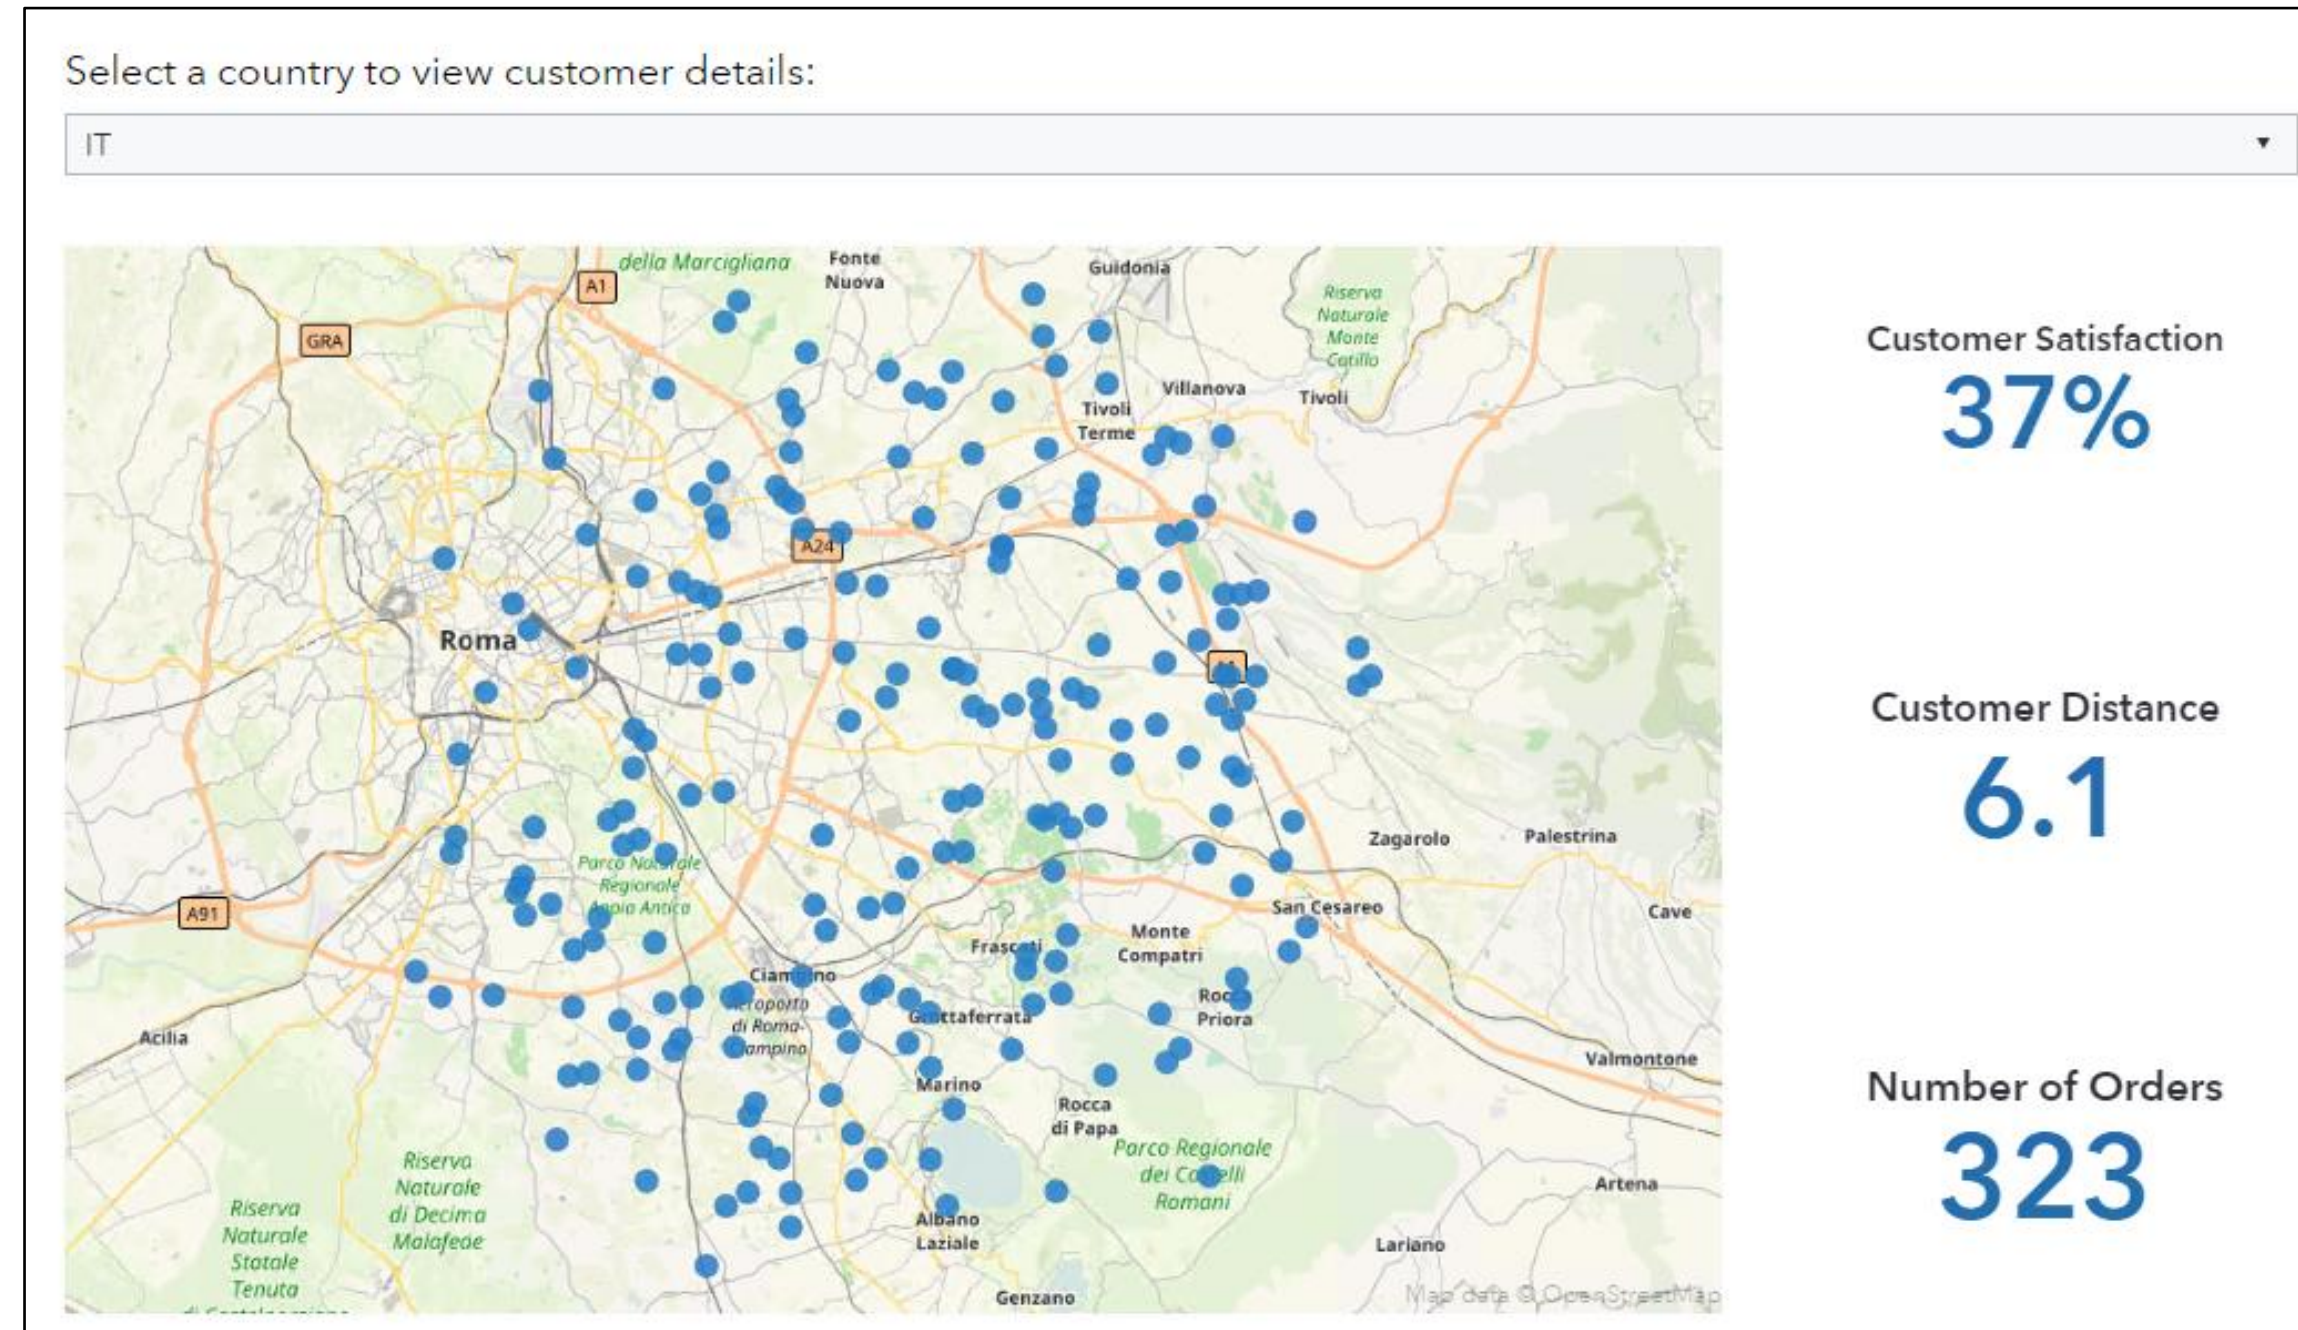 Select a country to view customer details:
IT
della Marcigliana
Fonte
Nuova
Guidonia
A1
Riserva
Naturale
Monte
Catillo
GRA
Villanova
Tivoli
Tivoli
Terme
A24
Roma
Zagarolo
Palestrina
Parco Naturale
Regionale
Appia Antica
A91
San Cesareo
Cave
Frascati
Monte
Compatri
Ciampino
Aeroporto
di Roma-
Ciampino
Rocca
Priora
Grottaferrata
Acilia
Valmontone
Marino
Rocca
di Papa
Parco Regionale
dei Castelli
Romani
Riserva
Naturale
di Decima
Malafede
Riserva
Naturale
Statale
Tenuta
Artena
Albano
Laziale
Lariano
Genzano
Map data © OpenStreetMap
Customer Satisfaction
37%
Customer Distance
6.1
Number of Orders
323